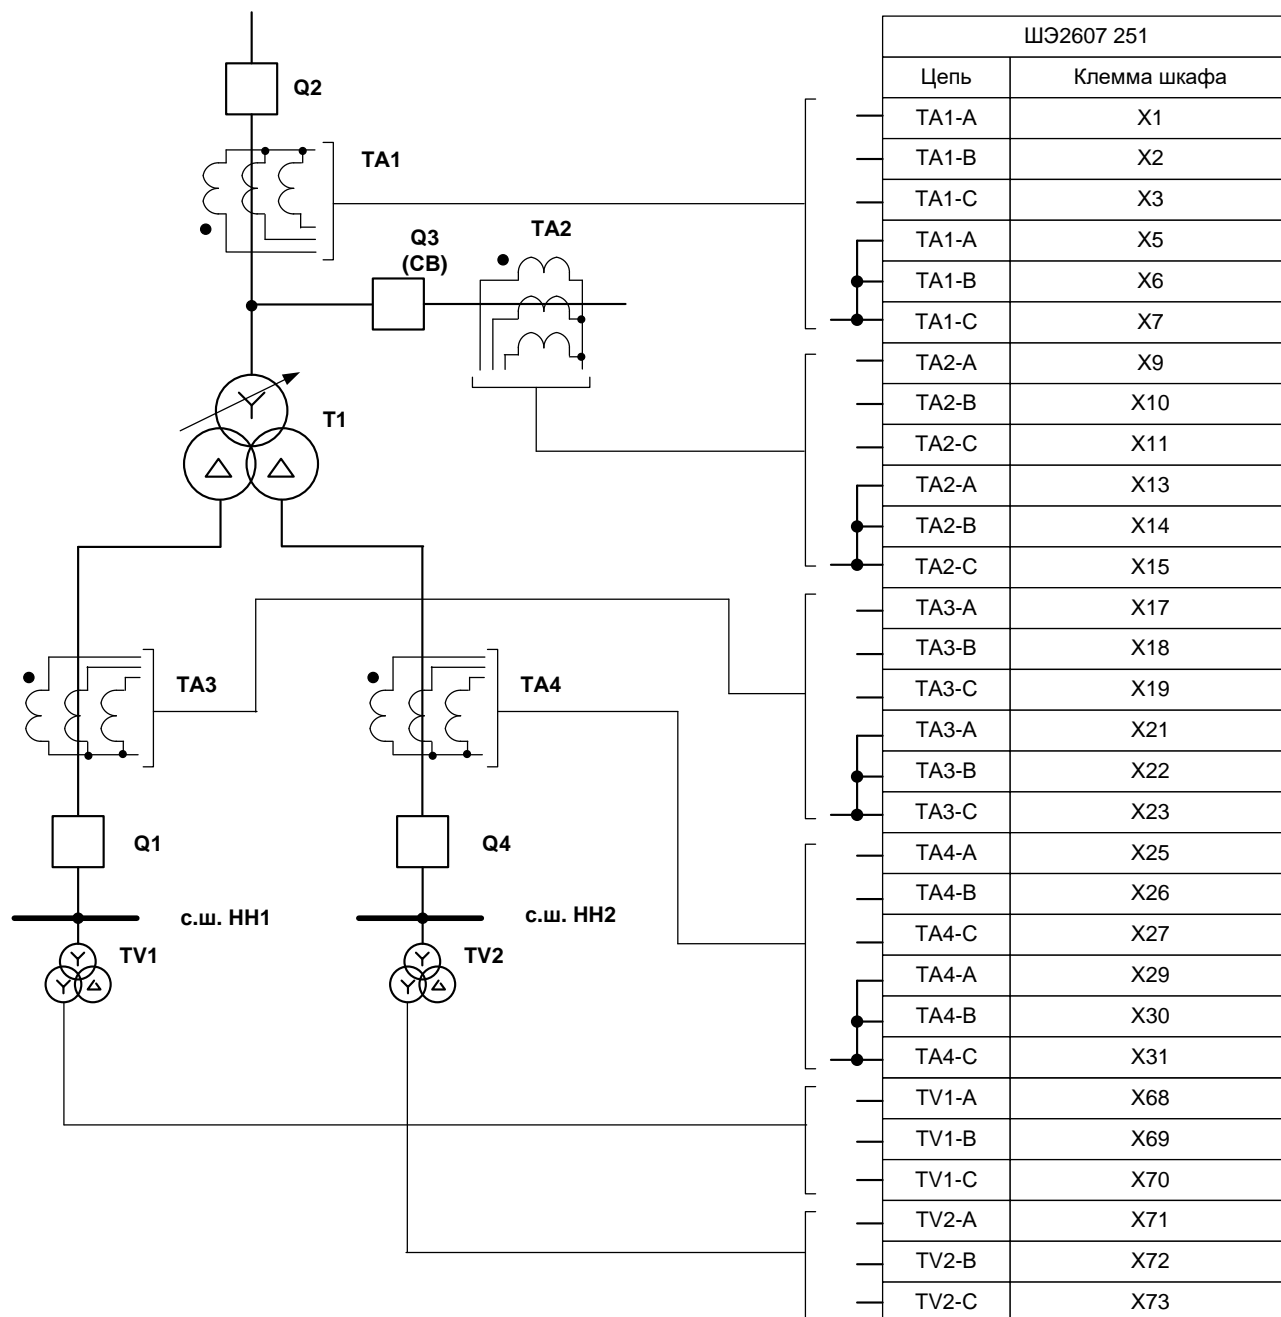 Q2
TA1
Q3
(СВ)
TA2
T1
TA3
TA4
Q1
Q4
с.ш. НН1
с.ш. НН2
TV1
TV2
ШЭ2607 251
Цепь Клемма шкафа
TA1-A X1
TA1-B X2
TA1-C X3
TA1-A X5
TA1-B X6
TA1-C X7
TA2-A X9
TA2-B X10
TA2-C X11
TA2-A X13
TA2-B X14
TA2-C X15
TA3-A X17
TA3-B X18
TA3-C X19
TA3-A X21
TA3-B X22
TA3-C X23
TA4-A X25
TA4-B X26
TA4-C X27
TA4-A X29
TA4-B X30
TA4-C X31
TV1-A X68
TV1-B X69
TV1-C X70
TV2-A X71
TV2-B X72
TV2-C X73